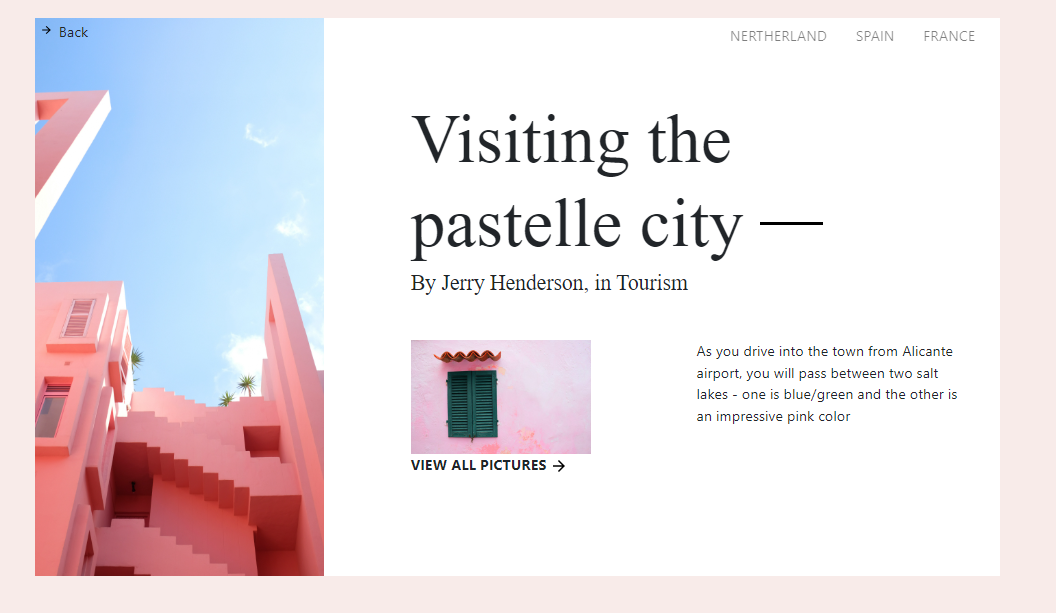 Back
NERTHERLAND SPAIN FRANCE
Visiting the
pastelle city —
By Jerry Henderson, in Tourism
VIEW ALL PICTURES →
As you drive into the town from Alicante
airport, you will pass between two salt
lakes - one is blue/green and the other is
an impressive pink color